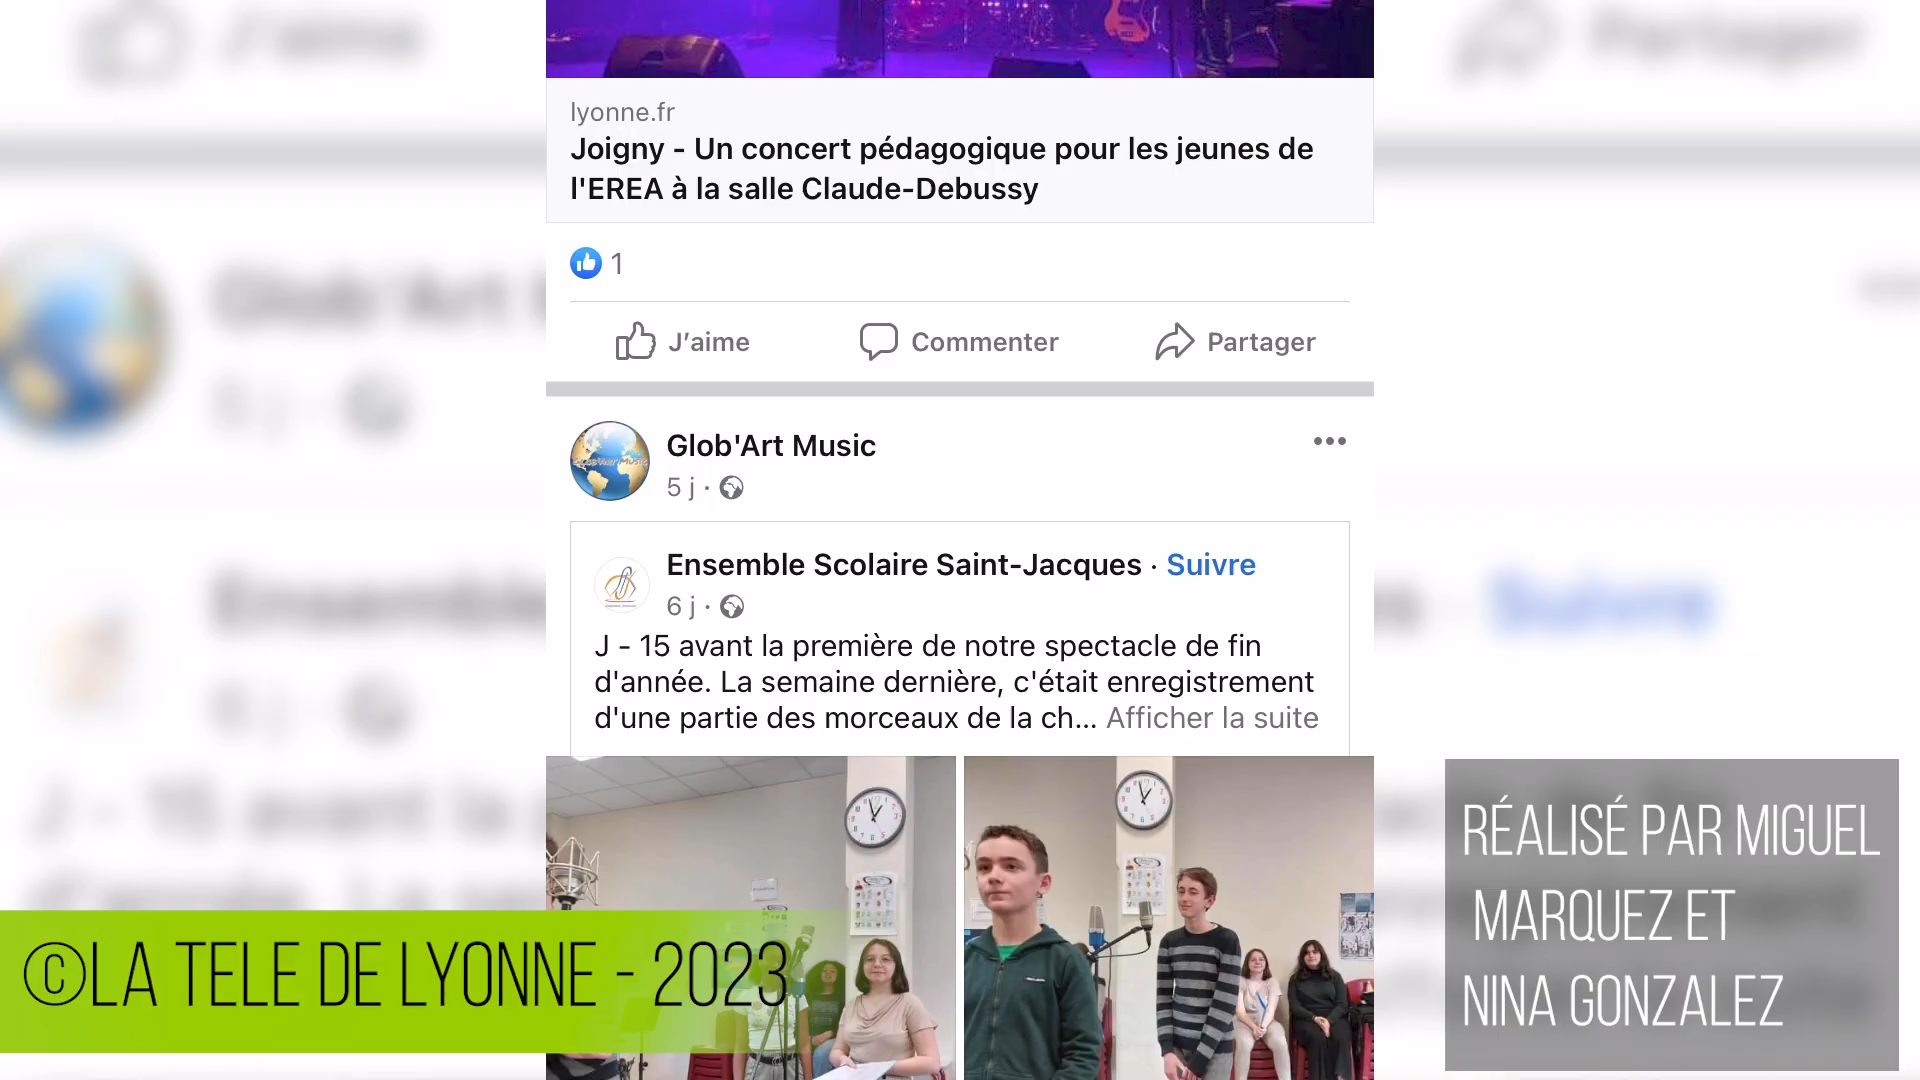 lyonne.fr
Joigny - Un concert pédagogique pour les jeunes de
l'EREA à la salle Claude-Debussy
1
J'aime
Commenter
Partager
Glob'Art Music
5 j ·
Ensemble Scolaire Saint-Jacques · Suivre
6 j ·
J - 15 avant la première de notre spectacle de fin
d'année. La semaine dernière, c'était enregistrement
d'une partie des morceaux de la ch... Afficher la suite
©LA TELE DE LYONNE - 2023
RÉALISÉ PAR MIGUEL
MARQUEZ ET
NINA GONZALEZ